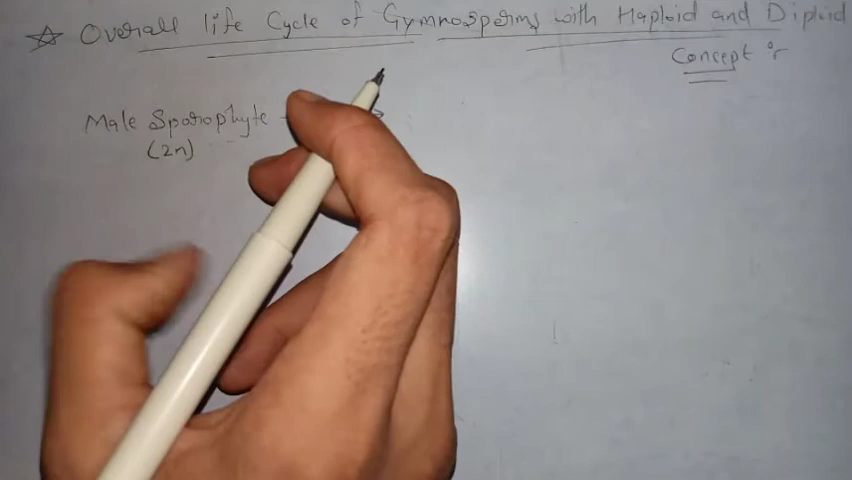 ☆ Overall life Cycle of Gymnosperms with Haploid and Diploid
Concept :-
Male Sporophyte →
(2n)